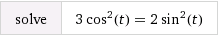 solve 3 cos²(t) = 2 sin²(t)